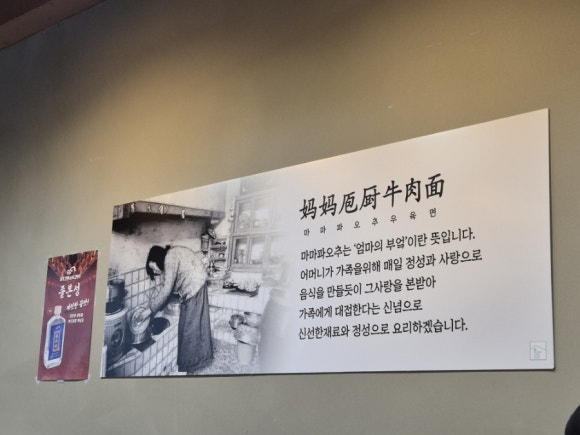 妈妈庖厨牛肉面
마마파오추우육면
마마파오추는 '엄마의 부엌'이란 뜻입니다.
어머니가 가족을위해 매일 정성과 사랑으로
음식을 만들듯이 그사랑을 본받아
가족에게 대접한다는 신념으로
신선한재료와 정성으로 요리하겠습니다.